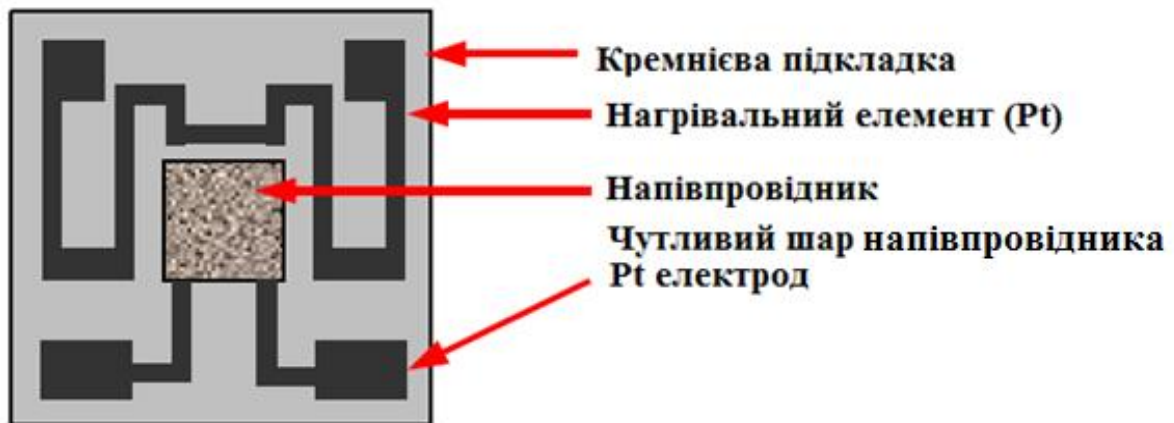 Кремнієва підкладка
Нагрівальний елемент (Pt)
Напівпровідник
Чутливий шар напівпровідника
Pt електрод